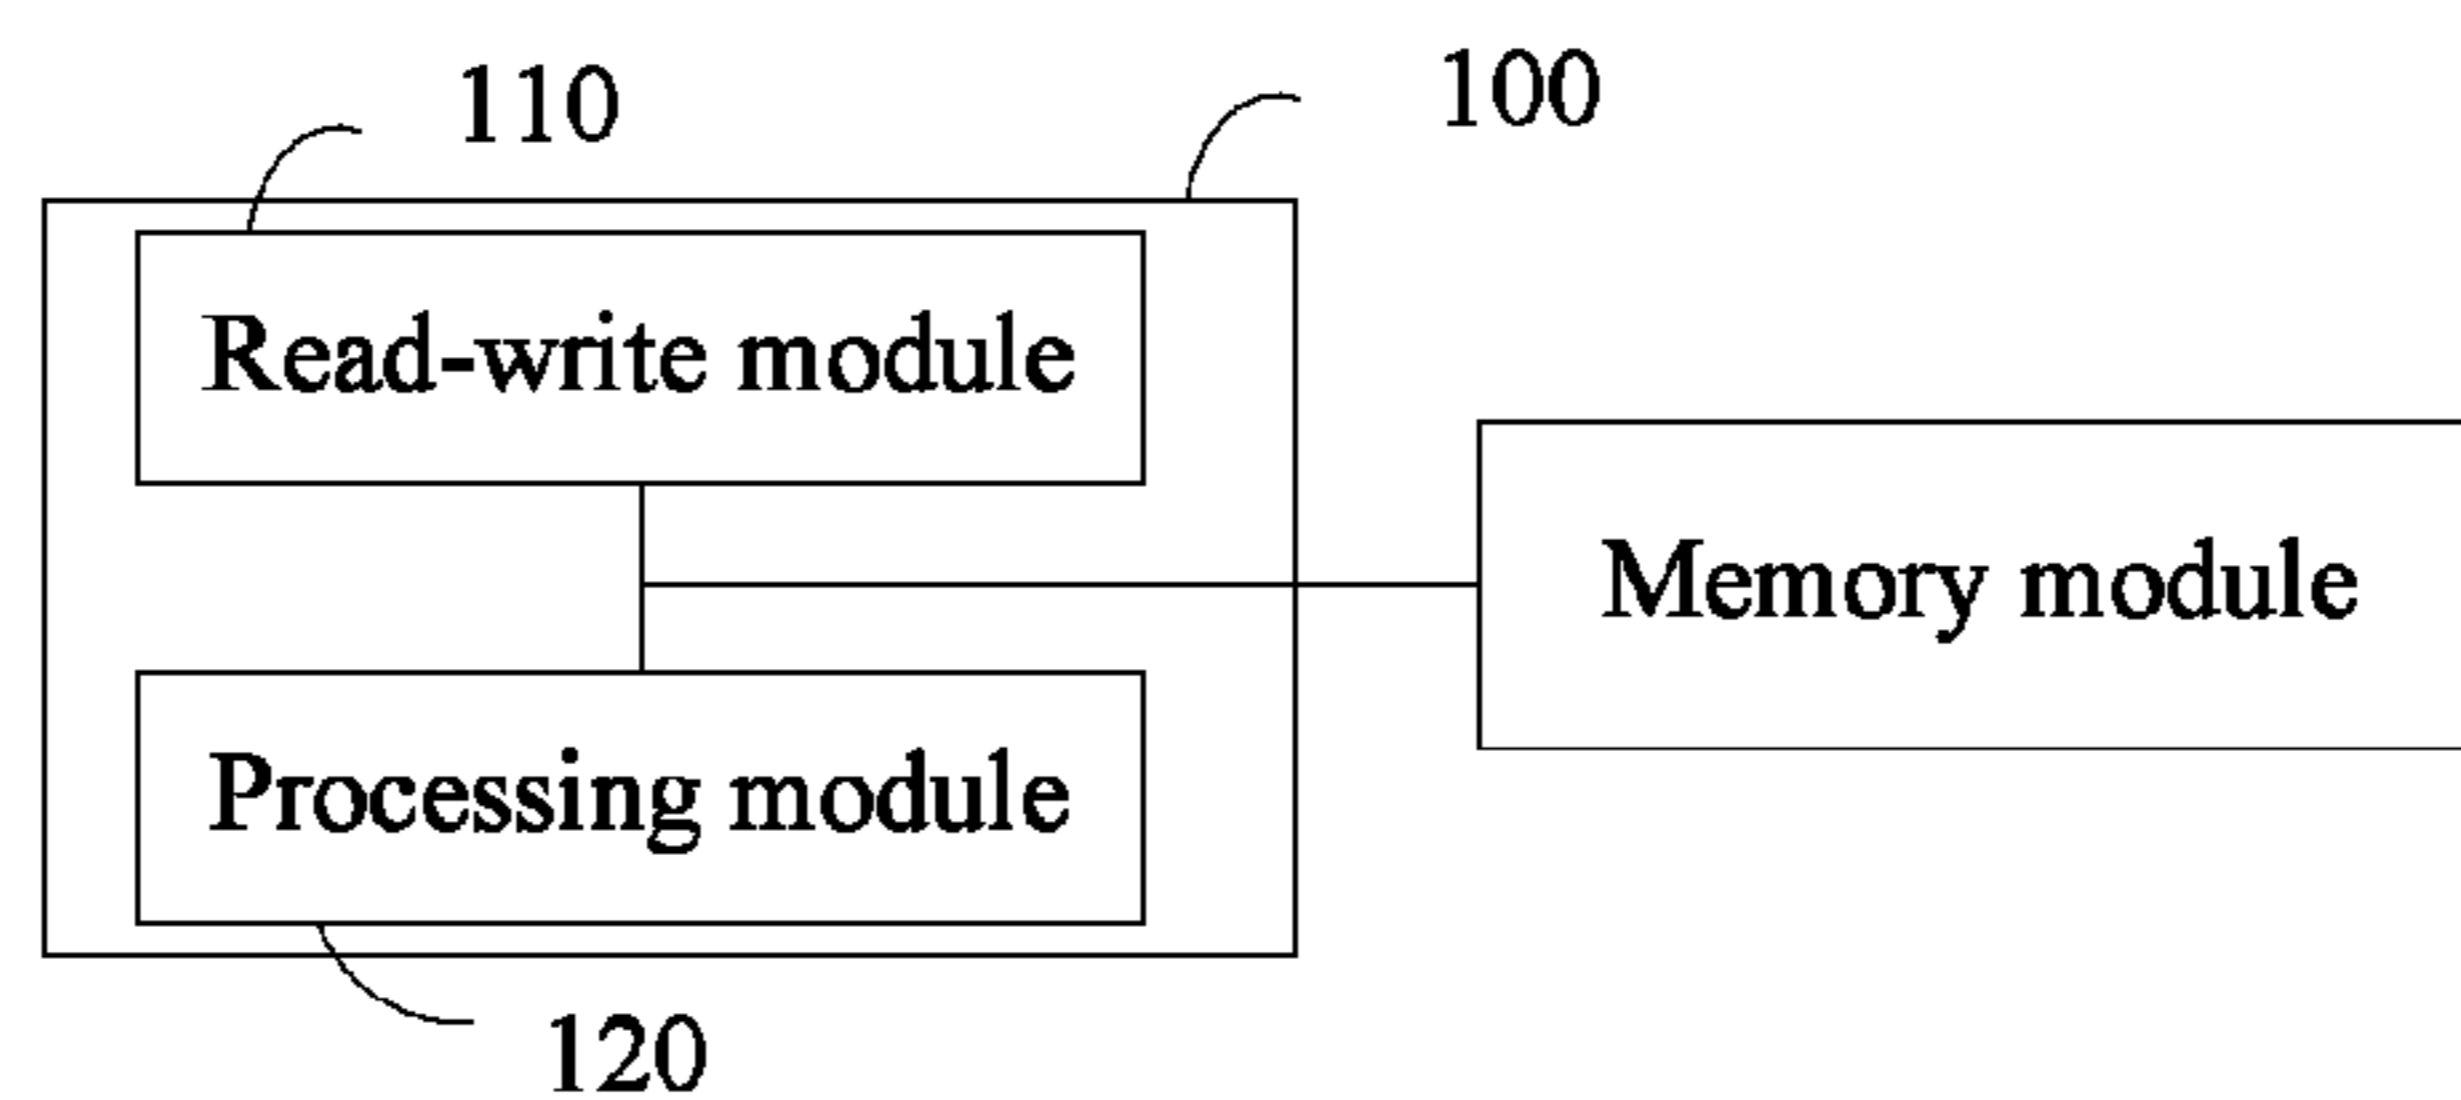 110
100
Read-write module
Memory module
Processing module
120